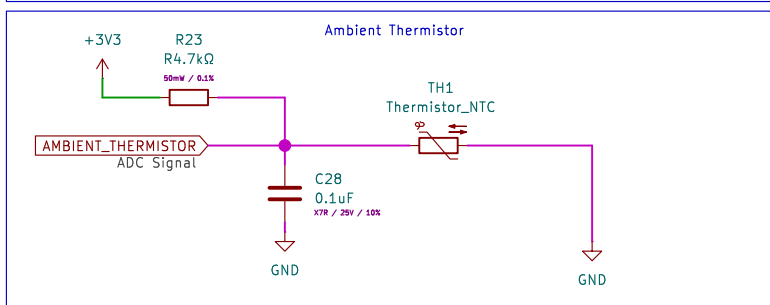 Ambient Thermistor
+3V3
R23
R4.7kΩ
50mW / 0.1%
TH1
Thermistor_NTC
AMBIENT_THERMISTOR
ADC Signal
C28
0.1uF
X7R / 25V / 10%
GND
GND